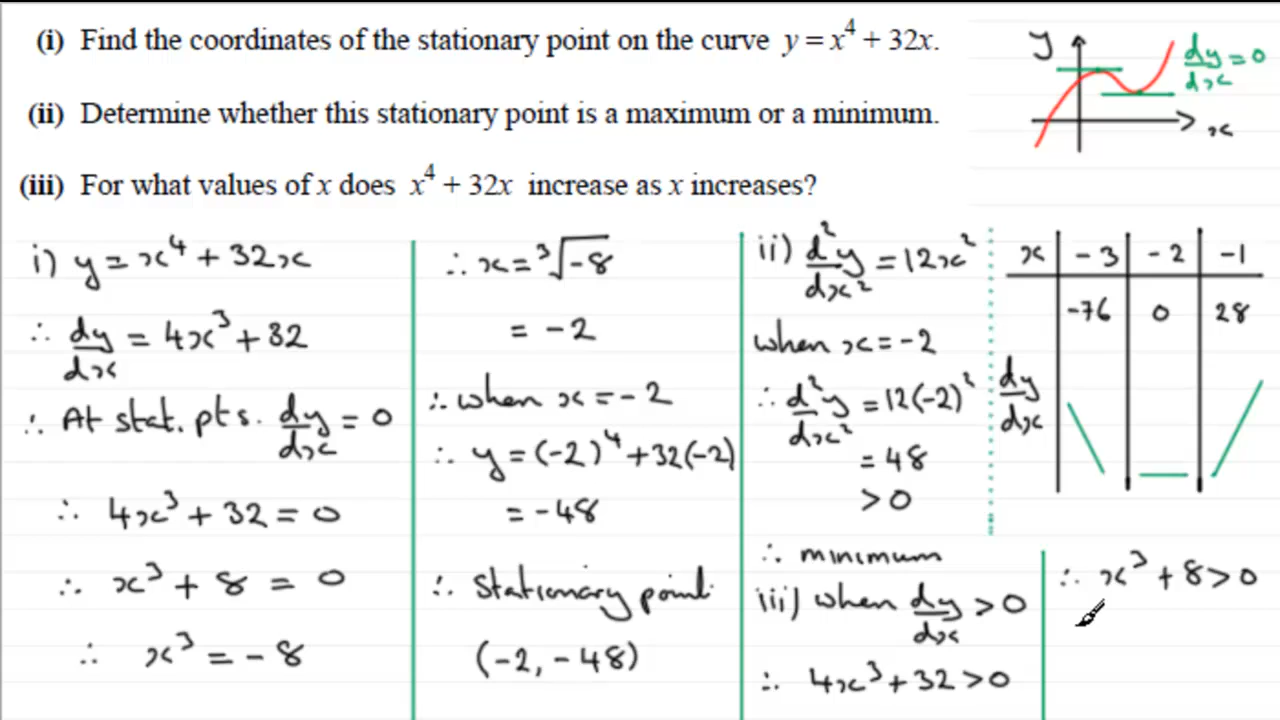 (i) Find the coordinates of the stationary point on the curve y = x⁴ + 32x.
(ii) Determine whether this stationary point is a maximum or a minimum.
(iii) For what values of x does x⁴ + 32x increase as x increases?
y
dy/dx = 0
x
i) y = x⁴ + 32x
∴ dy/dx = 4x³ + 32
∴ At stat. pts. dy/dx = 0
∴ 4x³ + 32 = 0
∴ x³ + 8 = 0
∴ x³ = -8
∴ x = ³√-8
= -2
∴ when x = -2
∴ y = (-2)⁴ + 32(-2)
= -48
∴ Stationary point
(-2, -48)
ii) d²y/dx² = 12x²
when x = -2
∴ d²y/dx² = 12(-2)²
= 48
> 0
∴ minimum
x -3 -2 -1
-76 0 28
dy/dx
iii) when dy/dx > 0
∴ 4x³ + 32 > 0
∴ x³ + 8 > 0